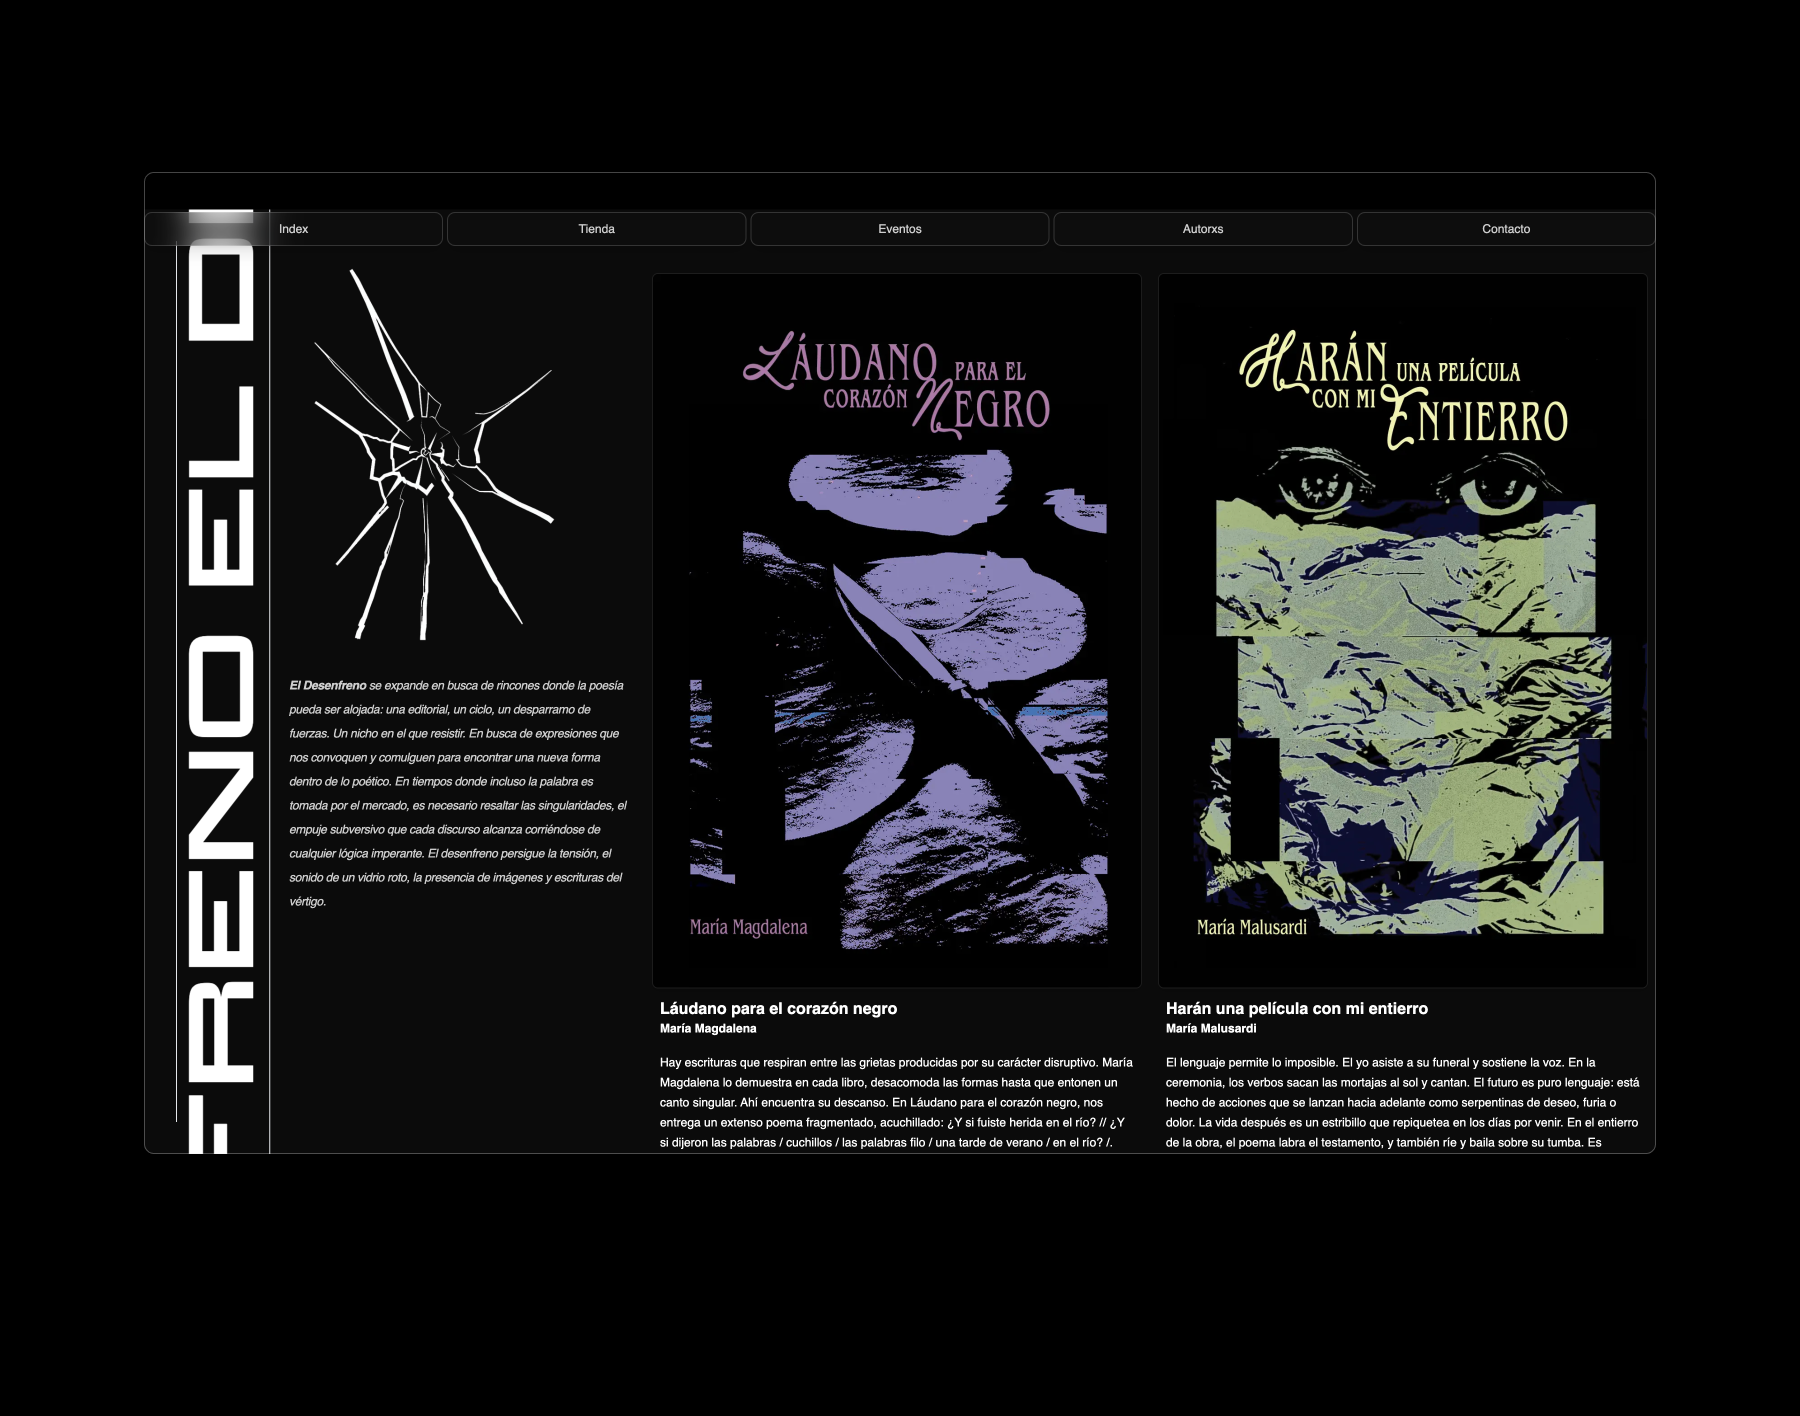 Index
Tienda
Eventos
Autorxs
Contacto
FRENO EL D
El Desenfreno se expande en busca de rincones donde la poesía
pueda ser alojada: una editorial, un ciclo, un desparramo de
fuerzas. Un nicho en el que resistir. En busca de expresiones que
nos convoquen y comulguen para encontrar una nueva forma
dentro de lo poético. En tiempos donde incluso la palabra es
tomada por el mercado, es necesario resaltar las singularidades, el
empuje subversivo que cada discurso alcanza corriéndose de
cualquier lógica imperante. El desenfreno persigue la tensión, el
sonido de un vidrio roto, la presencia de imágenes y escrituras del
vértigo.
LÁUDANO PARA EL
CORAZÓN NEGRO
María Magdalena
Láudano para el corazón negro
María Magdalena
Hay escrituras que respiran entre las grietas producidas por su carácter disruptivo. María
Magdalena lo demuestra en cada libro, desacomoda las formas hasta que entonen un
canto singular. Ahí encuentra su descanso. En Láudano para el corazón negro, nos
entrega un extenso poema fragmentado, acuchillado: ¿Y si fuiste herida en el río? // ¿Y
si dijeron las palabras / cuchillos / las palabras filo / una tarde de verano / en el río? /.
HARÁN UNA PELÍCULA
CON MI ENTIERRO
María Malusardi
Harán una película con mi entierro
María Malusardi
El lenguaje permite lo imposible. El yo asiste a su funeral y sostiene la voz. En la
ceremonia, los verbos sacan las mortajas al sol y cantan. El futuro es puro lenguaje: está
hecho de acciones que se lanzan hacia adelante como serpentinas de deseo, furia o
dolor. La vida después es un estribillo que repiquetea en los días por venir. En el entierro
de la obra, el poema labra el testamento, y también ríe y baila sobre su tumba. Es